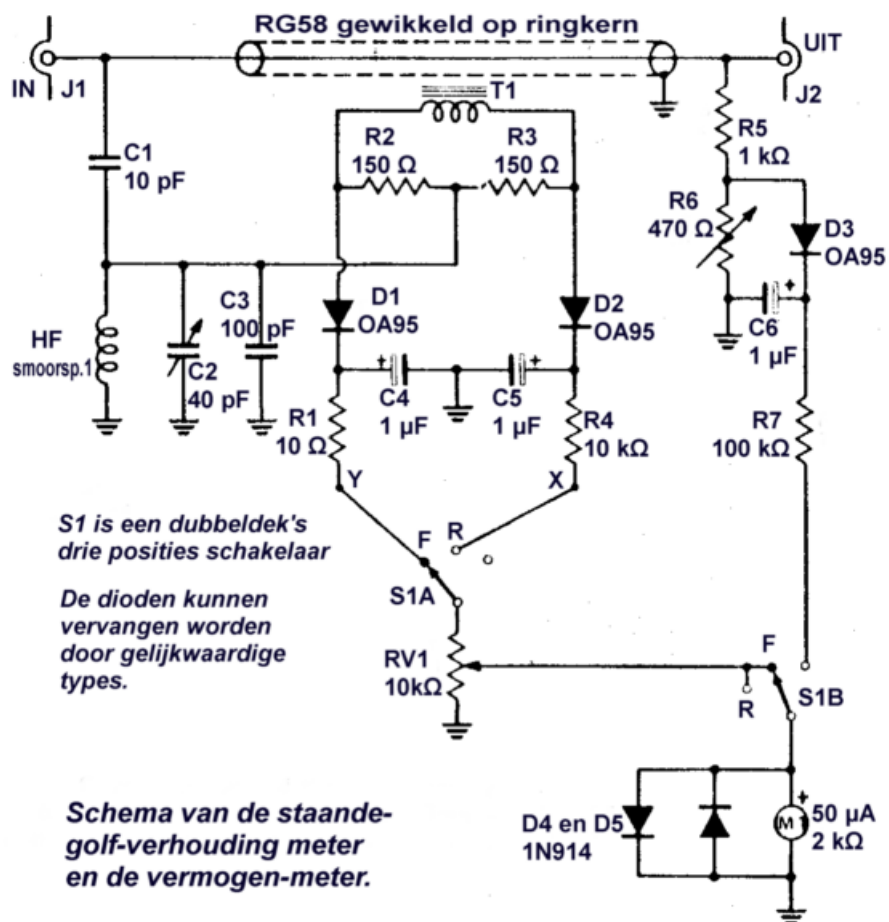 RG58 gewikkeld op ringkern
IN
J1
UIT
J2
T1
C1
10 pF
R2
150 Ω
R3
150 Ω
R5
1 kΩ
R6
470 Ω
D3
OA95
HF
smoorsp.1
C2
40 pF
C3
100 pF
D1
OA95
D2
OA95
+
C4
1 µF
+
C5
1 µF
+
C6
1 µF
R1
10 Ω
R4
10 kΩ
R7
100 kΩ
Y
X
S1 is een dubbeldek's
drie posities schakelaar
F
R
S1A
De dioden kunnen
vervangen worden
door gelijkwaardige
types.
RV1
10kΩ
F
R
S1B
Schema van de staande-
golf-verhouding meter
en de vermogen-meter.
D4 en D5
1N914
+
M1
50 µA
2 kΩ